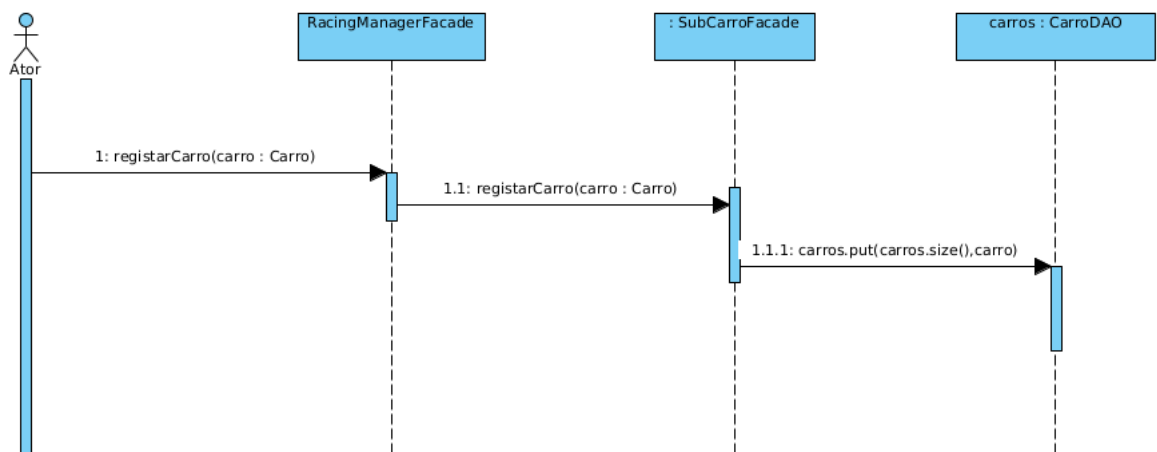 RacingManagerFacade
: SubCarroFacade
carros : CarroDAO
Ator
1: registarCarro(carro : Carro)
1.1: registarCarro(carro : Carro)
1.1.1: carros.put(carros.size(),carro)